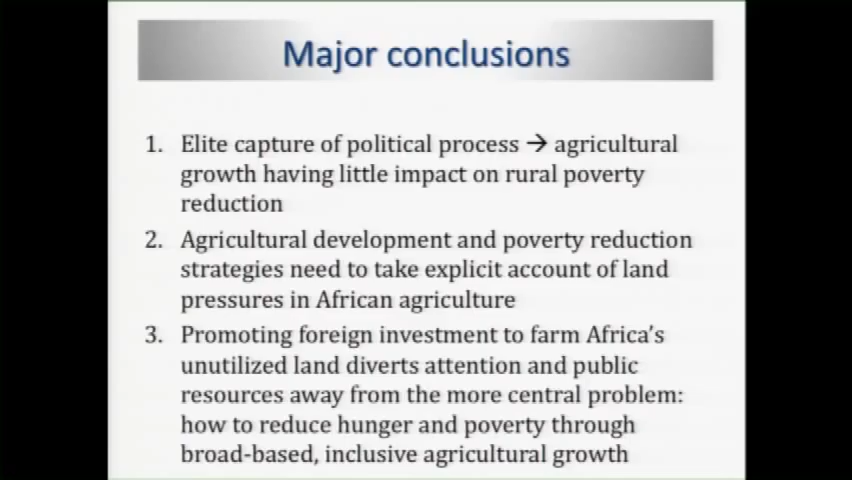 Major conclusions
1. Elite capture of political process → agricultural
growth having little impact on rural poverty
reduction
2. Agricultural development and poverty reduction
strategies need to take explicit account of land
pressures in African agriculture
3. Promoting foreign investment to farm Africa's
unutilized land diverts attention and public
resources away from the more central problem:
how to reduce hunger and poverty through
broad-based, inclusive agricultural growth